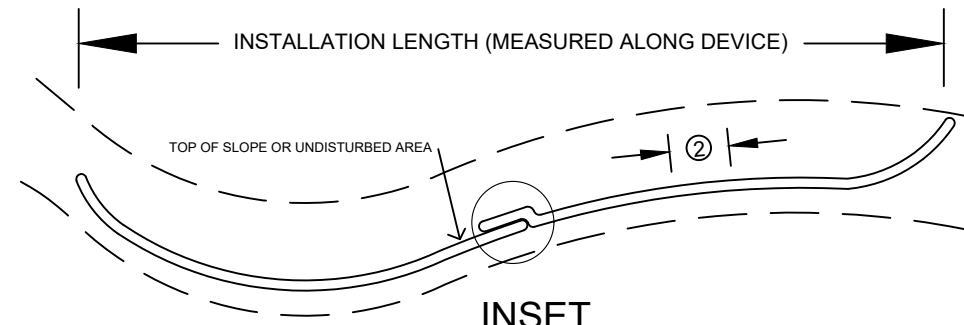 INSTALLATION LENGTH (MEASURED ALONG DEVICE)
TOP OF SLOPE OR UNDISTURBED AREA
2
INSET